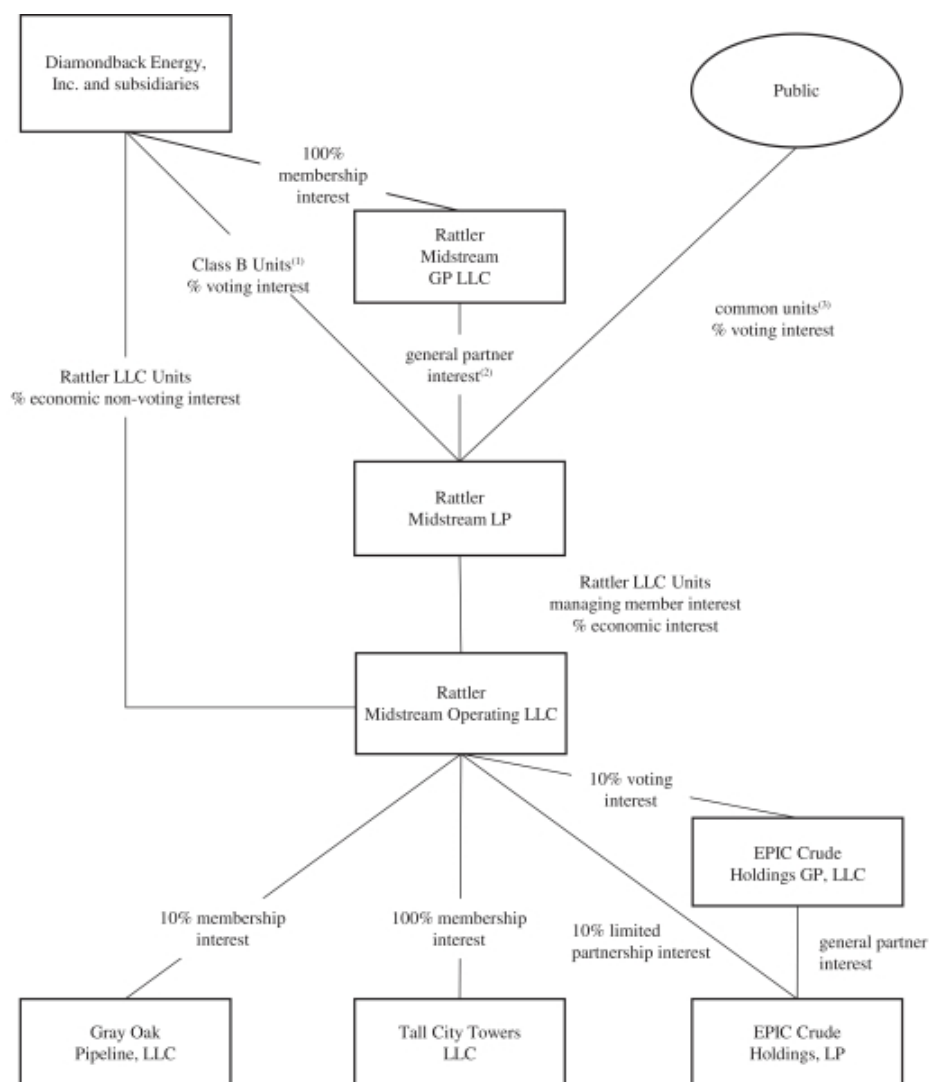 Diamondback Energy,
Inc. and subsidiaries
Public
100%
membership
interest
Rattler
Midstream
GP LLC
Class B Units(1)
% voting interest
common units(3)
% voting interest
general partner
interest(2)
Rattler LLC Units
% economic non-voting interest
Rattler
Midstream LP
Rattler LLC Units
managing member interest
% economic interest
Rattler
Midstream Operating LLC
10% voting
interest
EPIC Crude
Holdings GP, LLC
10% membership
interest
100% membership
interest
10% limited
partnership interest
general partner
interest
Gray Oak
Pipeline, LLC
Tall City Towers
LLC
EPIC Crude
Holdings, LP